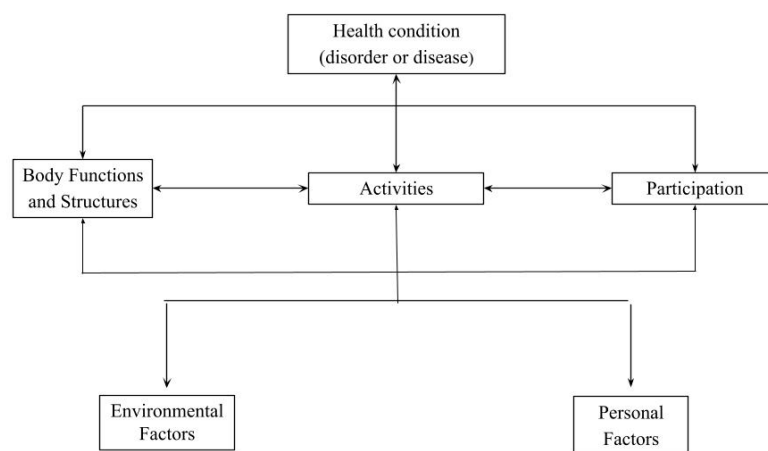 Health condition
(disorder or disease)
Body Functions
and Structures
Activities
Participation
Environmental
Factors
Personal
Factors